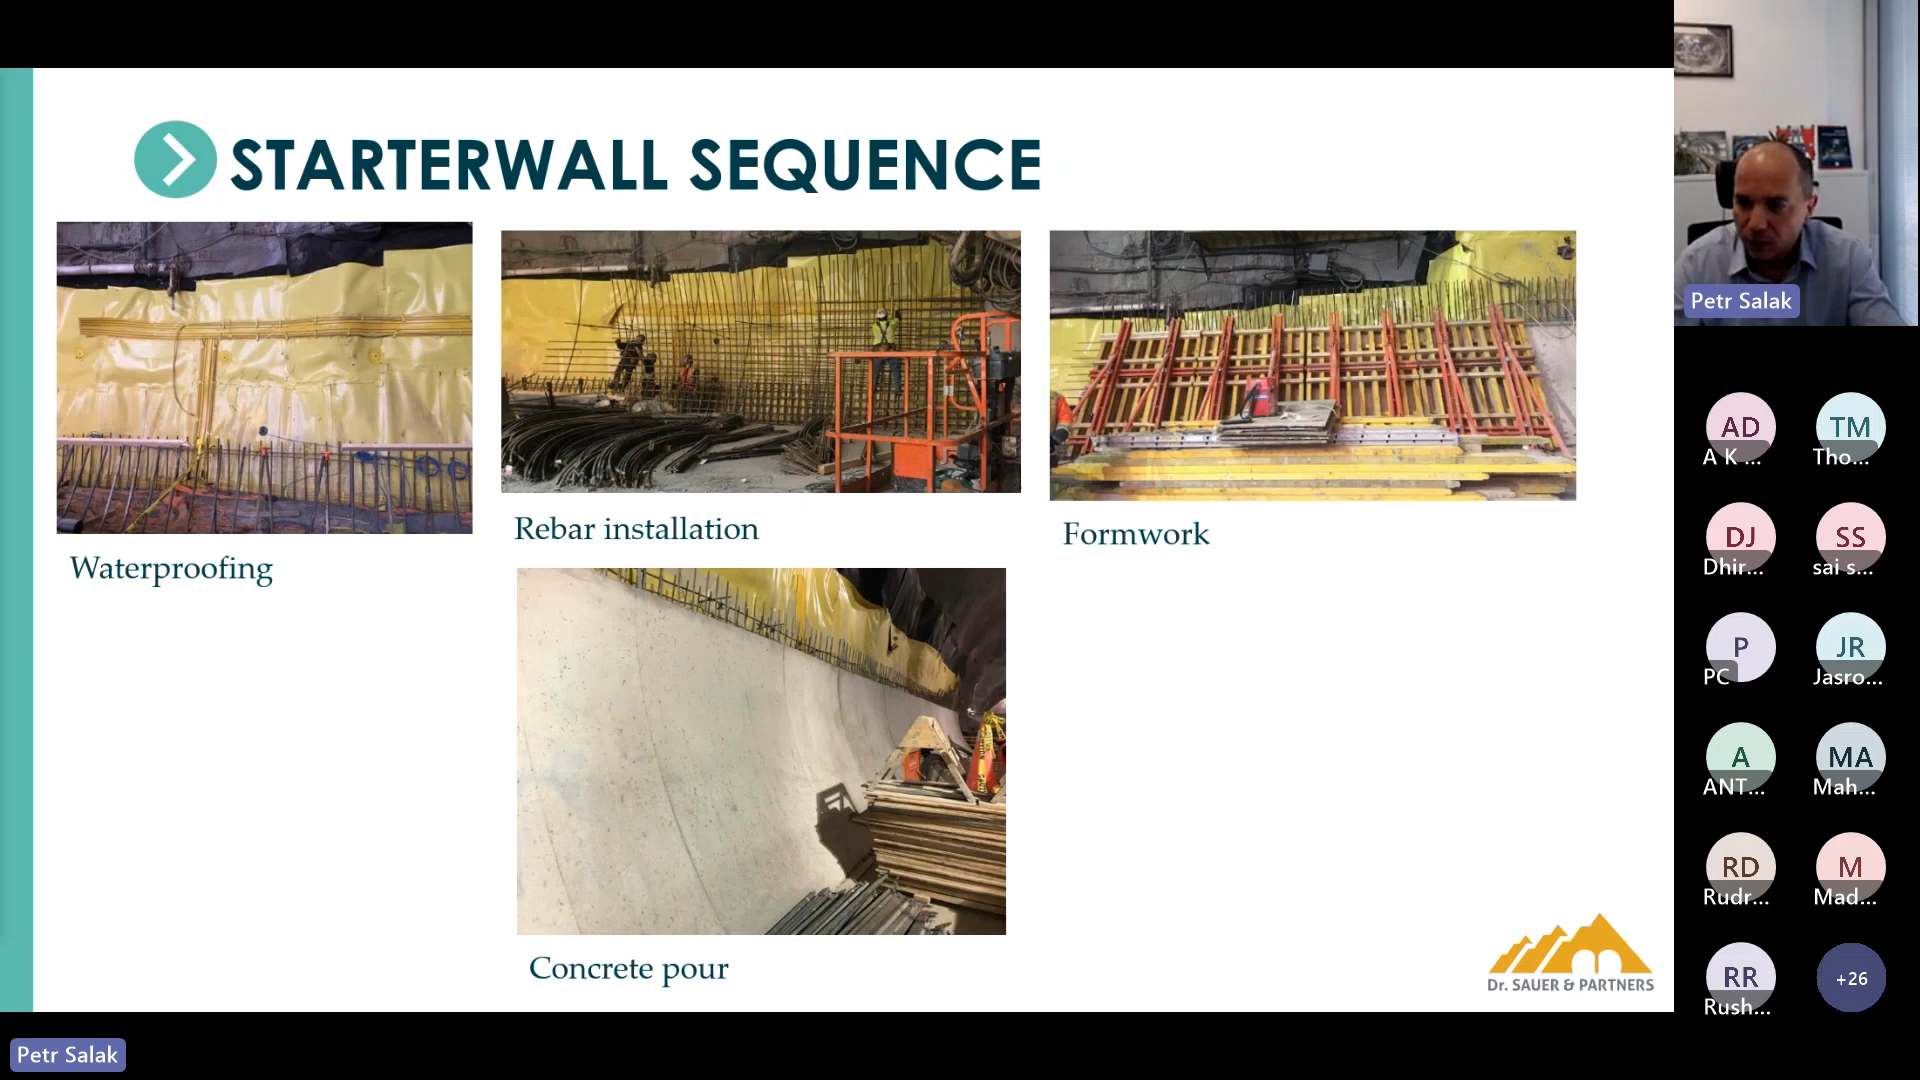 STARTERWALL SEQUENCE
Waterproofing
Rebar installation
Formwork
Concrete pour
Dr. SAUER & PARTNERS
Petr Salak
AD
A K ...
TM
Tho...
DJ
Dhir...
SS
sai s...
P
PC
JR
Jasro...
A
ANT...
MA
Mah...
RD
Rudr...
M
Mad...
RR
Rush...
+26
Petr Salak